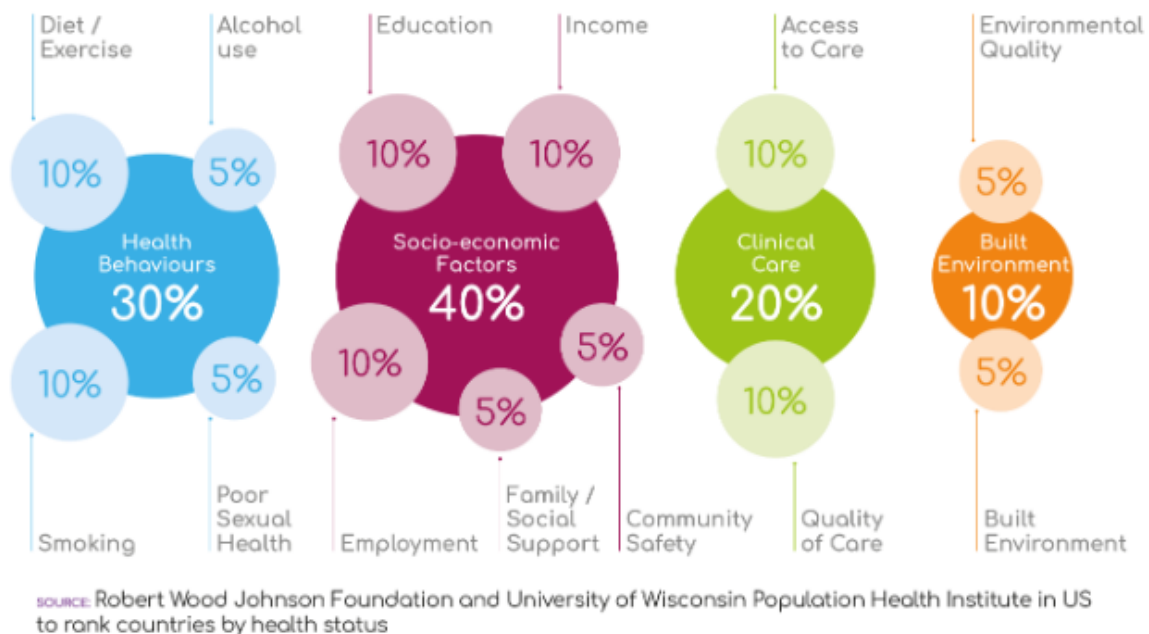 Diet /
Exercise
Alcohol
use
Education
Income
Access
to Care
Environmental
Quality
10%
5%
10%
10%
10%
5%
Health
Behaviours
30%
Socio-economic
Factors
40%
Clinical
Care
20%
Built
Environment
10%
10%
5%
10%
5%
5%
10%
5%
Smoking
Poor
Sexual
Health
Employment
Family /
Social
Support
Community
Safety
Quality
of Care
Built
Environment
SOURCE: Robert Wood Johnson Foundation and University of Wisconsin Population Health Institute in US
to rank countries by health status